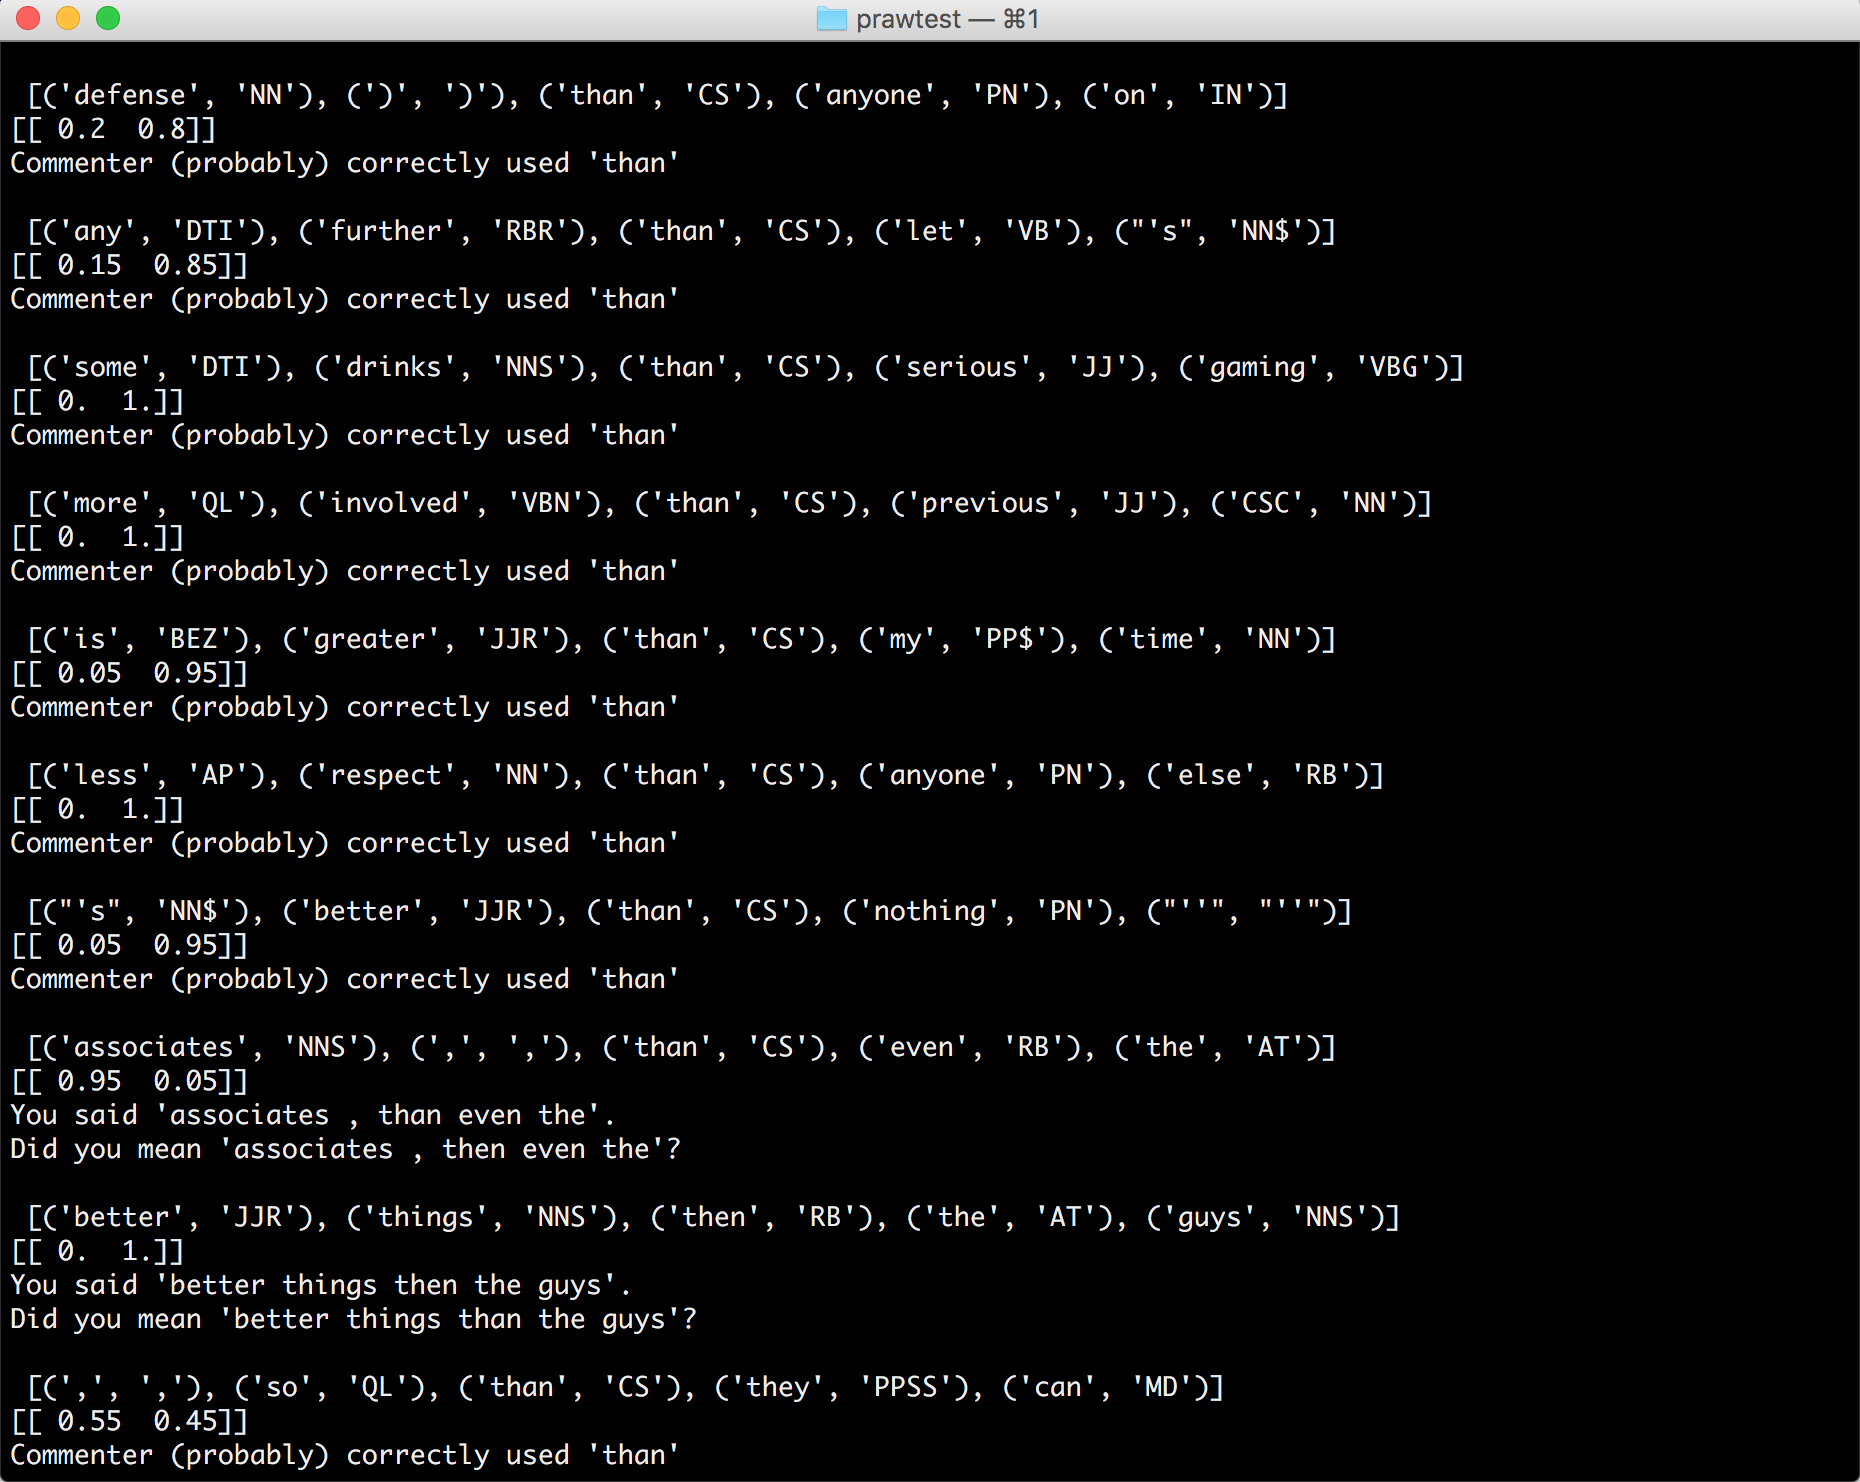 prawtest — ⌘1
[('defense', 'NN'), (')', ')'), ('than', 'CS'), ('anyone', 'PN'), ('on', 'IN')]
[[ 0.2  0.8]]
Commenter (probably) correctly used 'than'
[('any', 'DTI'), ('further', 'RBR'), ('than', 'CS'), ('let', 'VB'), ("'s", 'NN$')]
[[ 0.15  0.85]]
Commenter (probably) correctly used 'than'
[('some', 'DTI'), ('drinks', 'NNS'), ('than', 'CS'), ('serious', 'JJ'), ('gaming', 'VBG')]
[[ 0.  1.]]
Commenter (probably) correctly used 'than'
[('more', 'QL'), ('involved', 'VBN'), ('than', 'CS'), ('previous', 'JJ'), ('CSC', 'NN')]
[[ 0.  1.]]
Commenter (probably) correctly used 'than'
[('is', 'BEZ'), ('greater', 'JJR'), ('than', 'CS'), ('my', 'PP$'), ('time', 'NN')]
[[ 0.05  0.95]]
Commenter (probably) correctly used 'than'
[('less', 'AP'), ('respect', 'NN'), ('than', 'CS'), ('anyone', 'PN'), ('else', 'RB')]
[[ 0.  1.]]
Commenter (probably) correctly used 'than'
[("'s", 'NN$'), ('better', 'JJR'), ('than', 'CS'), ('nothing', 'PN'), ("''", "''")]
[[ 0.05  0.95]]
Commenter (probably) correctly used 'than'
[('associates', 'NNS'), (',', ','), ('than', 'CS'), ('even', 'RB'), ('the', 'AT')]
[[ 0.95  0.05]]
You said 'associates , than even the'.
Did you mean 'associates , then even the'?
[('better', 'JJR'), ('things', 'NNS'), ('then', 'RB'), ('the', 'AT'), ('guys', 'NNS')]
[[ 0.  1.]]
You said 'better things then the guys'.
Did you mean 'better things than the guys'?
[(',', ','), ('so', 'QL'), ('than', 'CS'), ('they', 'PPSS'), ('can', 'MD')]
[[ 0.55  0.45]]
Commenter (probably) correctly used 'than'